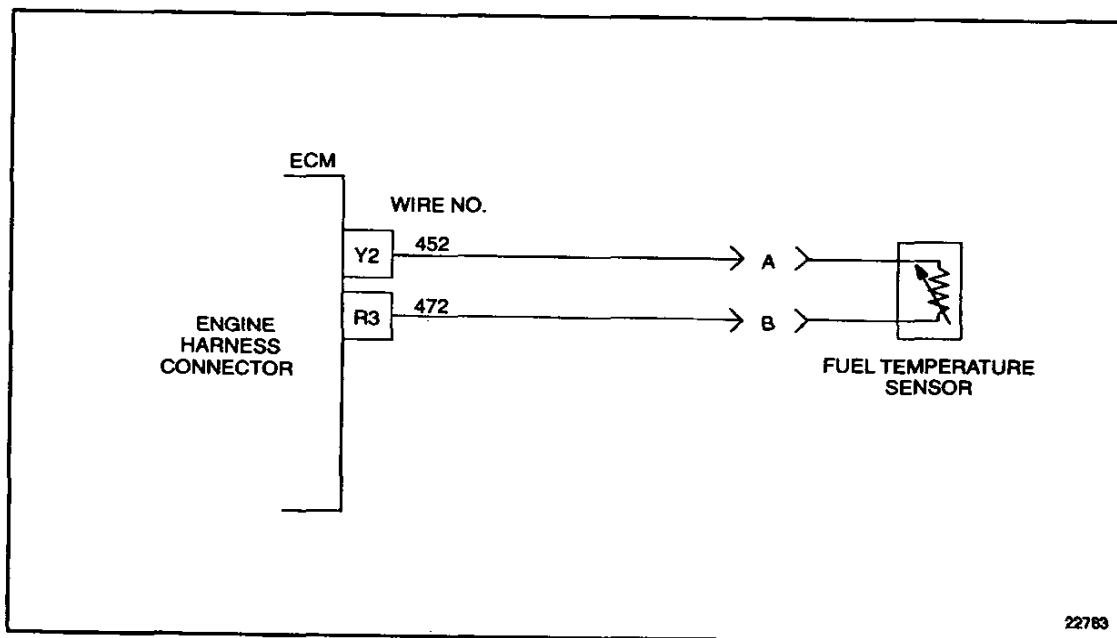 ECM
WIRE NO.
Y2
452
A
R3
472
B
ENGINE
HARNESS
CONNECTOR
FUEL TEMPERATURE
SENSOR
22783